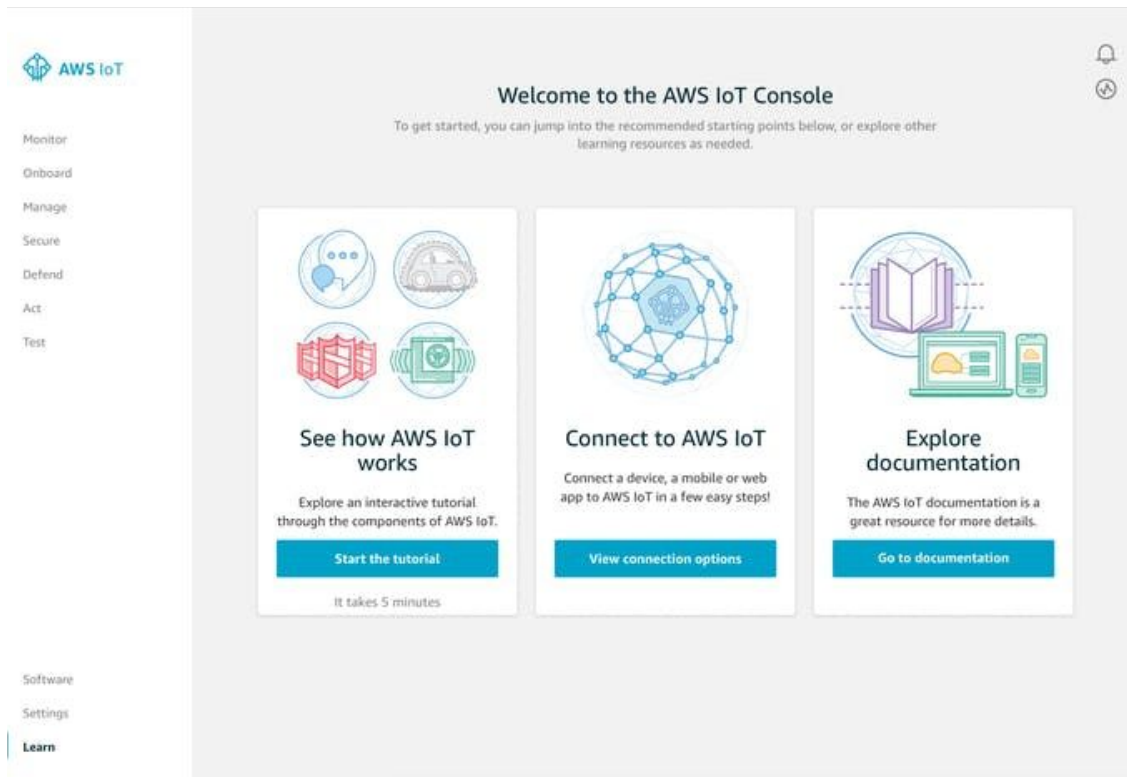 AWS IoT
Monitor
Onboard
Manage
Secure
Defend
Act
Test
Software
Settings
Learn
Welcome to the AWS IoT Console
To get started, you can jump into the recommended starting points below, or explore other
learning resources as needed.
See how AWS IoT
works
Explore an interactive tutorial
through the components of AWS IoT.
Start the tutorial
It takes 5 minutes
Connect to AWS IoT
Connect a device, a mobile or web
app to AWS IoT in a few easy steps!
View connection options
Explore
documentation
The AWS IoT documentation is a
great resource for more details.
Go to documentation